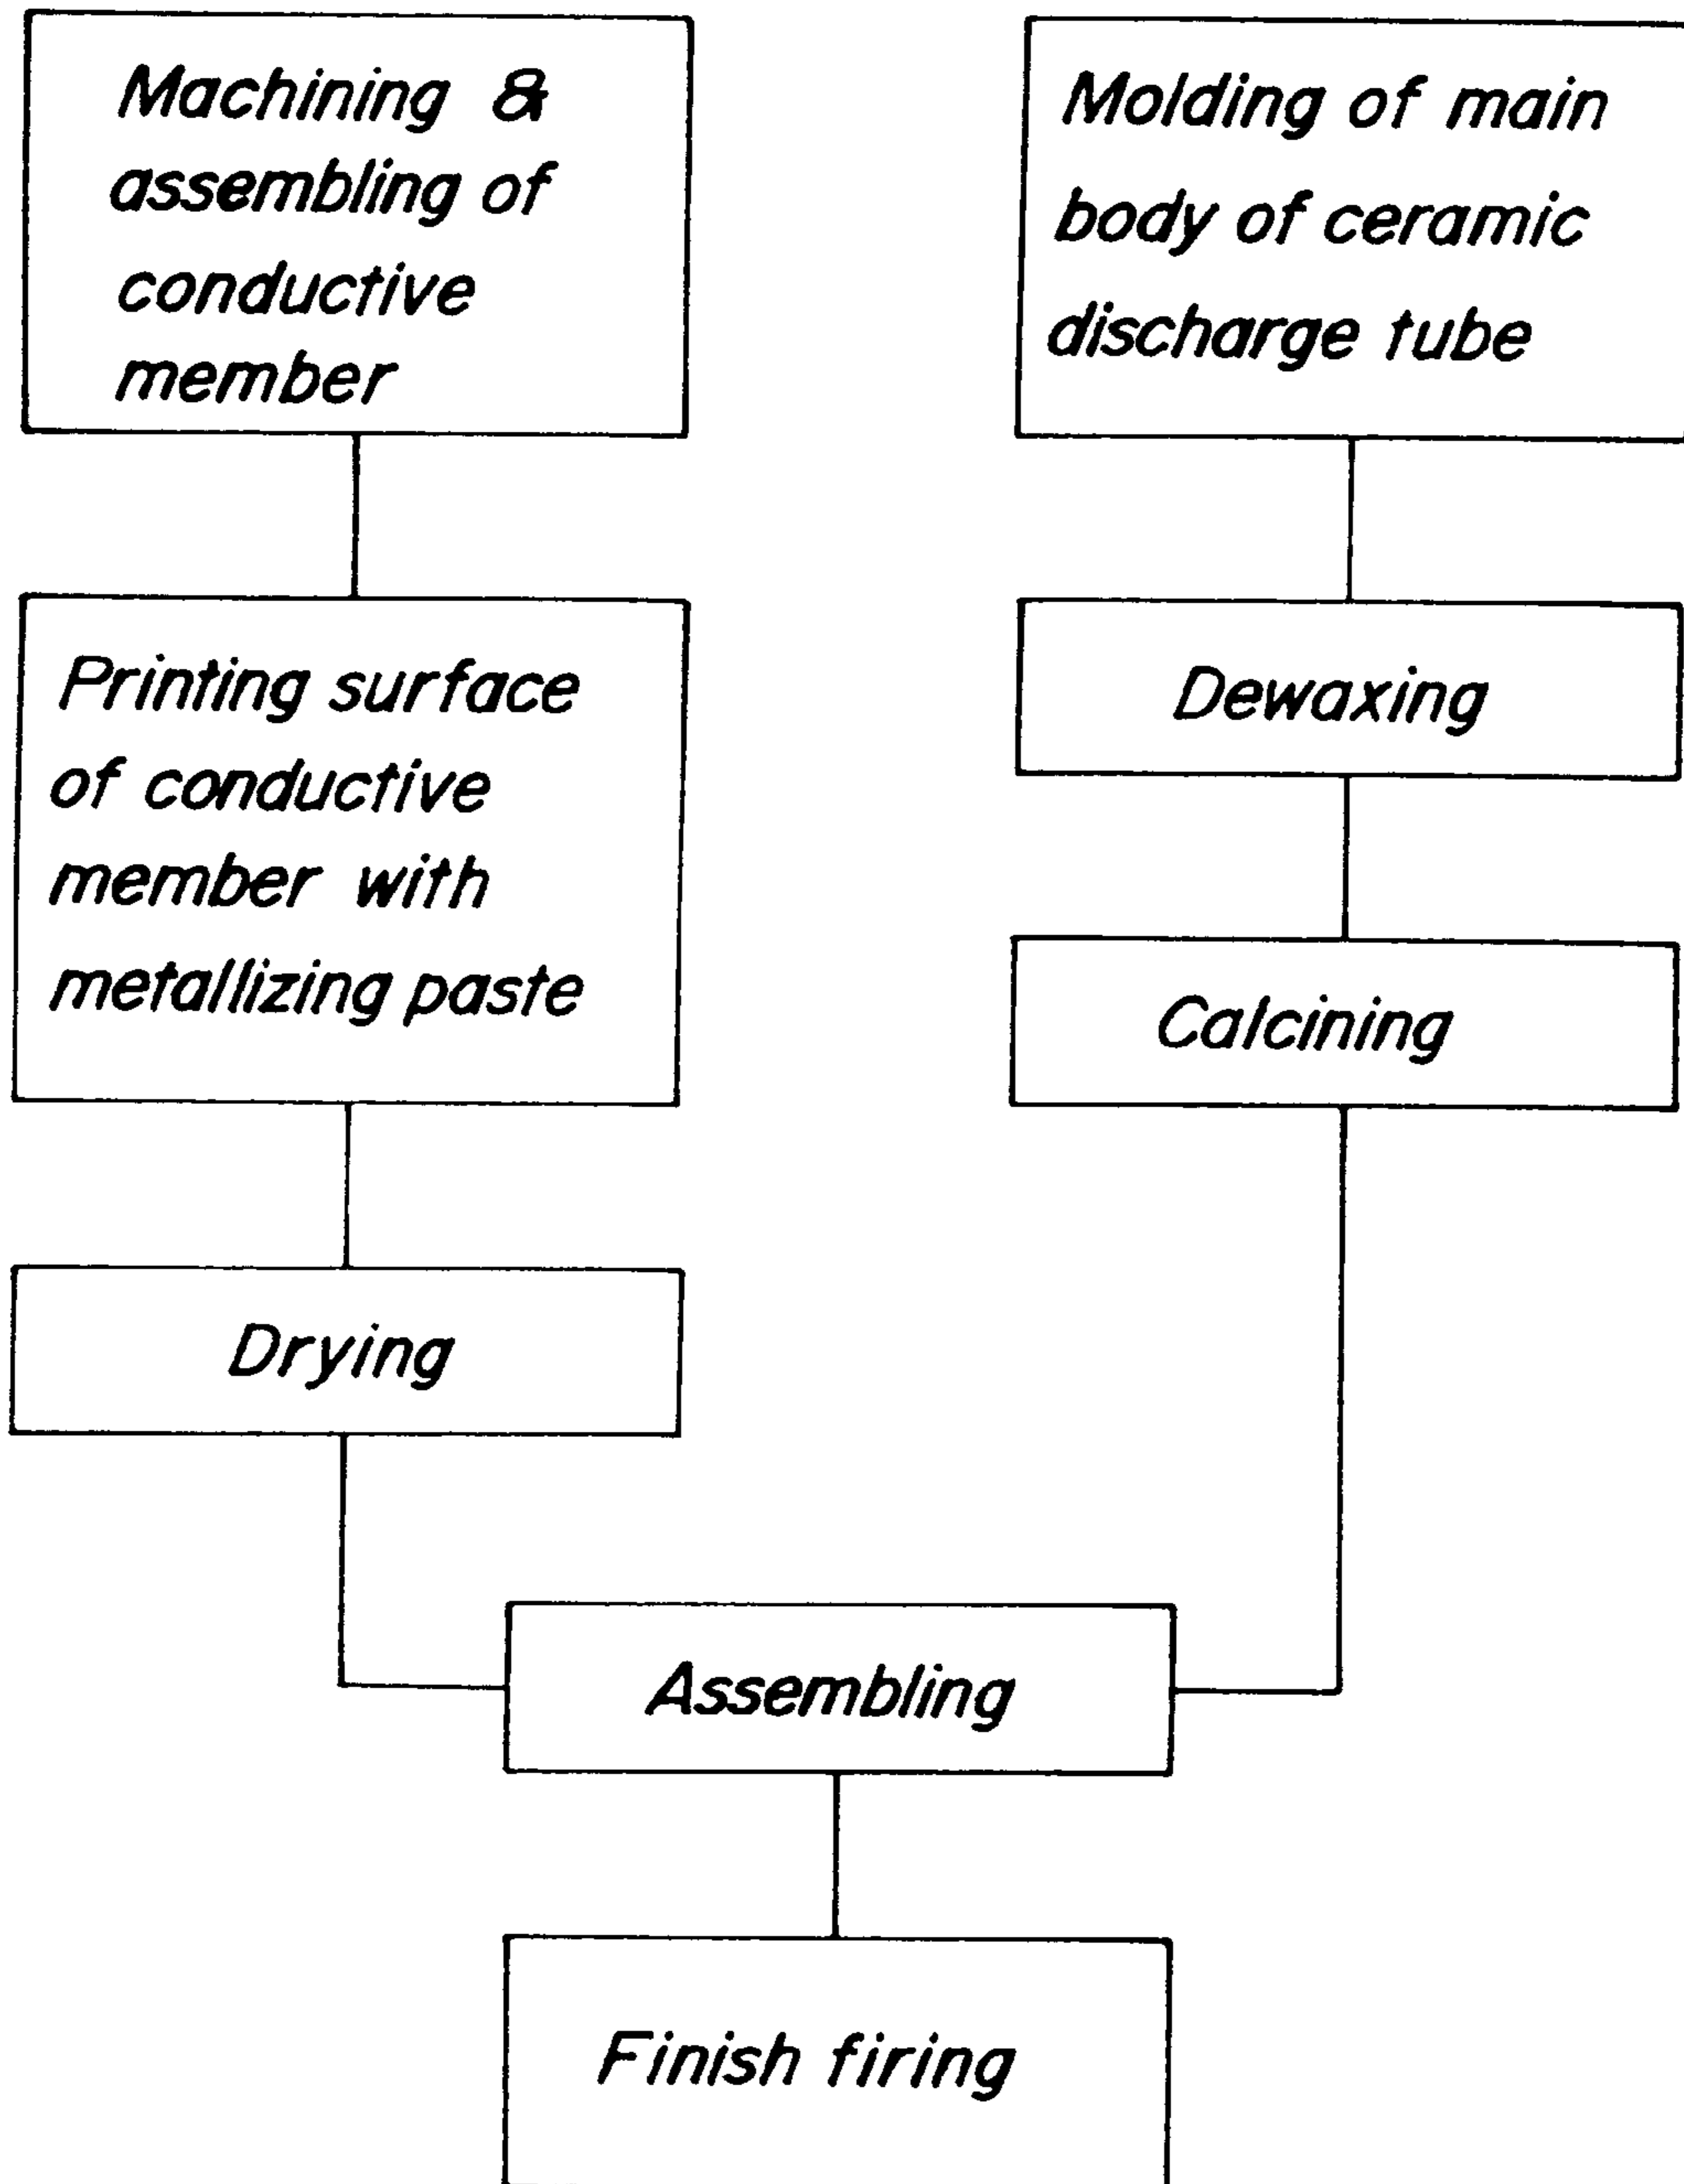 Machining &
assembling of
conductive
member
Molding of main
body of ceramic
discharge tube
Printing surface
of conductive
member with
metallizing paste
Dewaxing
Calcining
Drying
Assembling
Finish firing